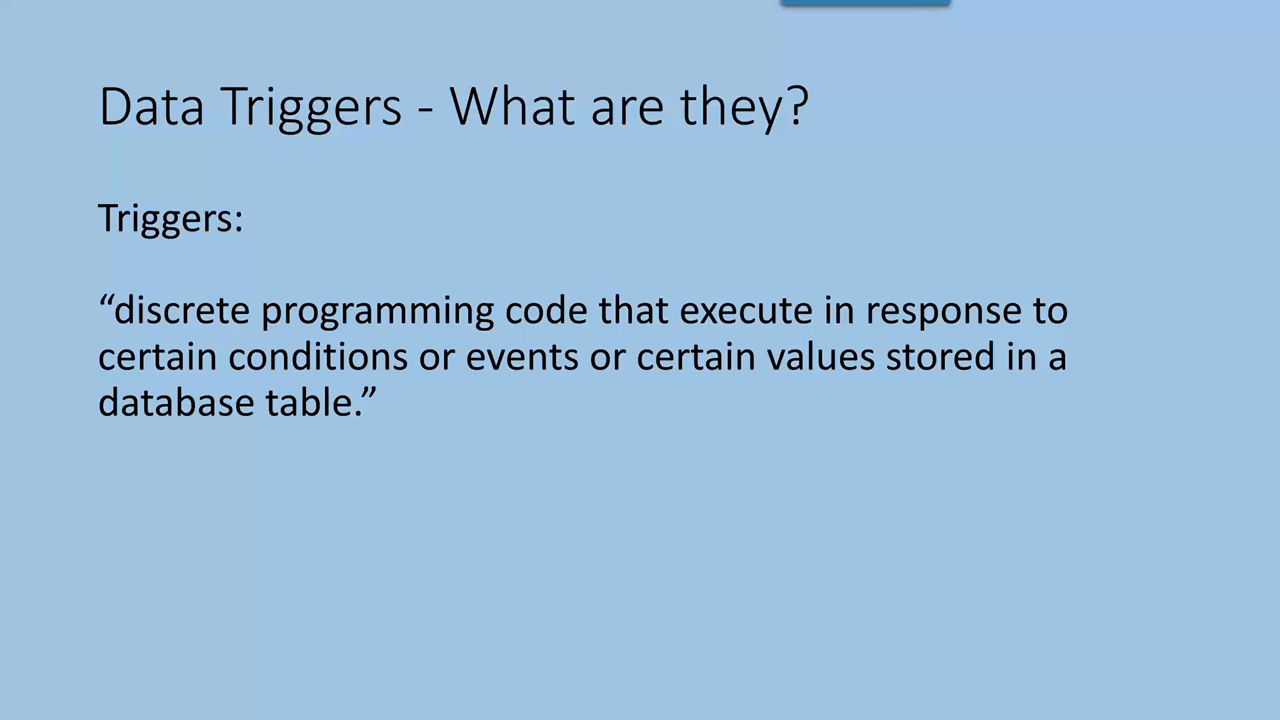 Data Triggers - What are they?
Triggers:
“discrete programming code that execute in response to
certain conditions or events or certain values stored in a
database table.”